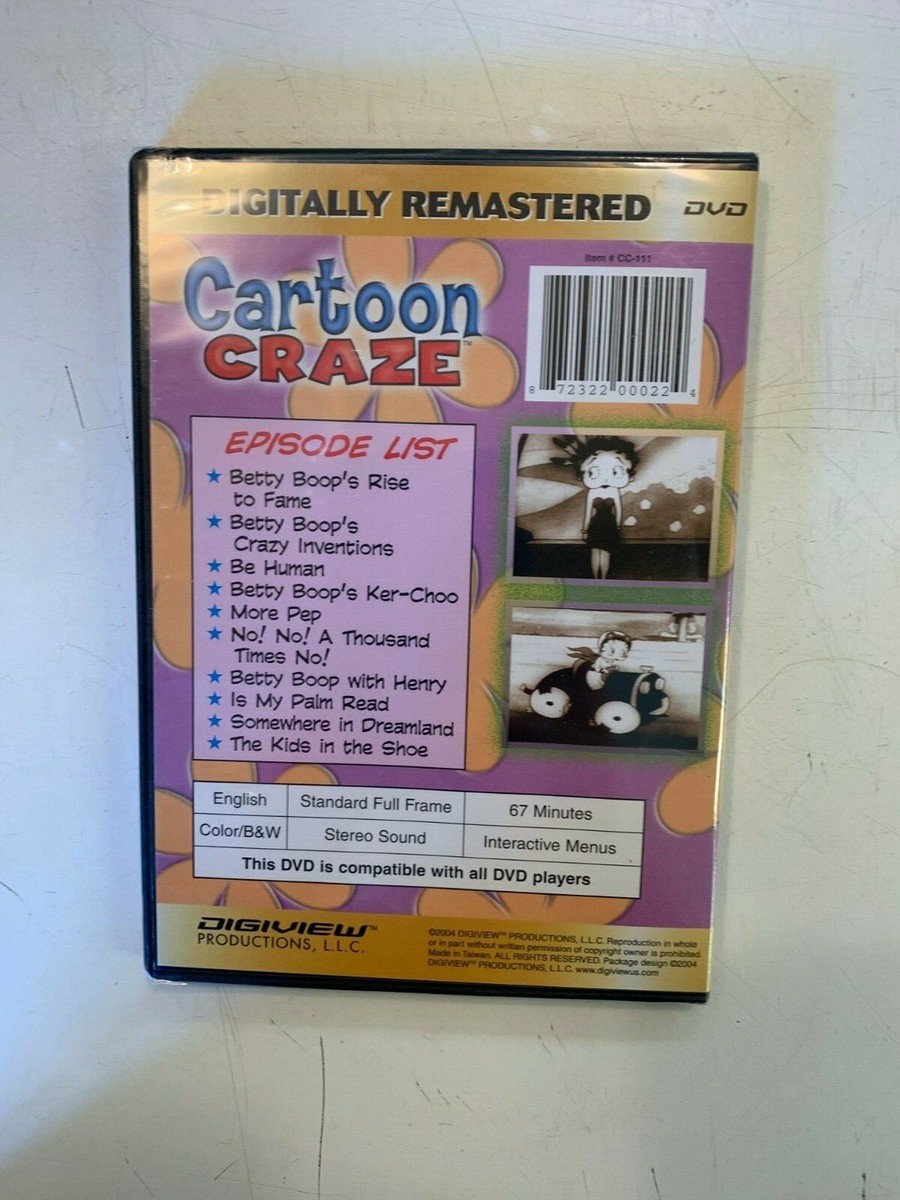 DIGITALLY REMASTERED DVD
Item # CC-111
Cartoon
CRAZE™
8 72322 00022 4
EPISODE LIST
★ Betty Boop's Rise
to Fame
★ Betty Boop's
Crazy Inventions
★ Be Human
★ Betty Boop's Ker-Choo
★ More Pep
★ No! No! A Thousand
Times No!
★ Betty Boop with Henry
★ Is My Palm Read
★ Somewhere in Dreamland
★ The Kids in the Shoe
English Standard Full Frame 67 Minutes
Color/B&W Stereo Sound Interactive Menus
This DVD is compatible with all DVD players
DIGIVIEW™
PRODUCTIONS, L.L.C.
©2004 DIGIVIEW™ PRODUCTIONS, L.L.C. Reproduction in whole
or in part without written permission of copyright owner is prohibited.
Made in Taiwan. ALL RIGHTS RESERVED. Package design ©2004
DIGIVIEW™ PRODUCTIONS, L.L.C. www.digiviewus.com